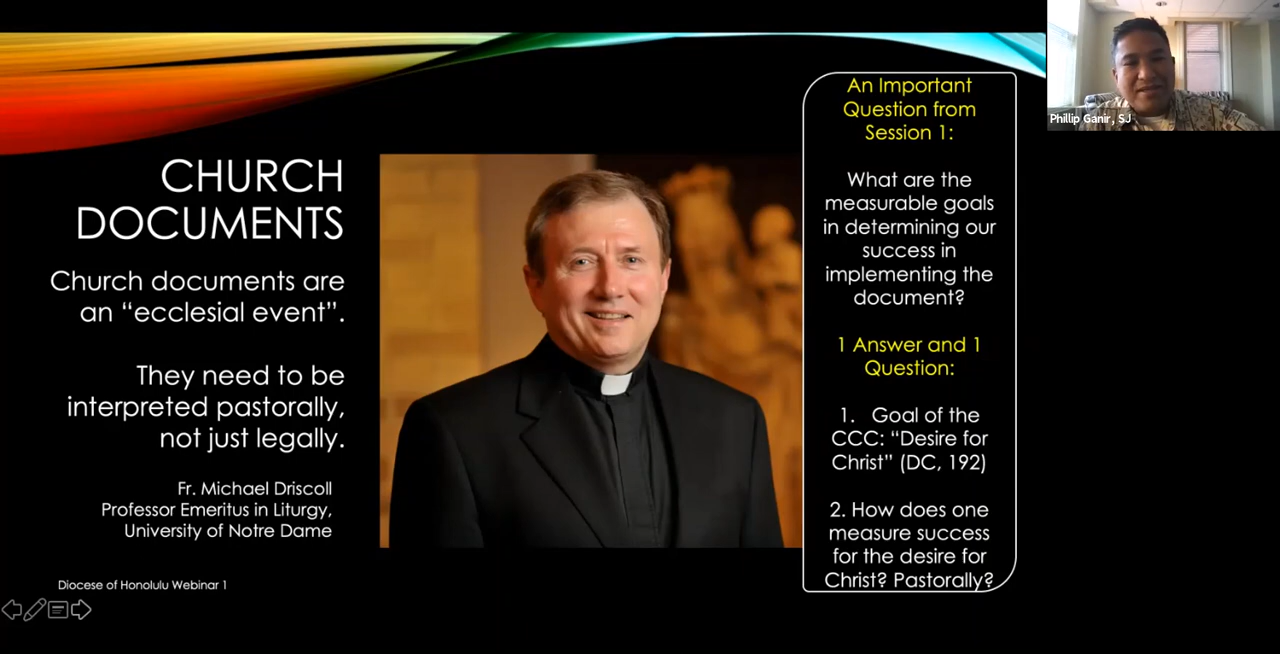 CHURCH
DOCUMENTS
Church documents are
an “ecclesial event”.
They need to be
interpreted pastorally,
not just legally.
Fr. Michael Driscoll
Professor Emeritus in Liturgy,
University of Notre Dame
Diocese of Honolulu Webinar 1
An Important
Question from
Session 1:
What are the
measurable goals
in determining our
success in
implementing the
document?
1 Answer and 1
Question:
1. Goal of the
CCC: “Desire for
Christ” (DC, 192)
2. How does one
measure success
for the desire for
Christ? Pastorally?
Phillip Ganir, SJ